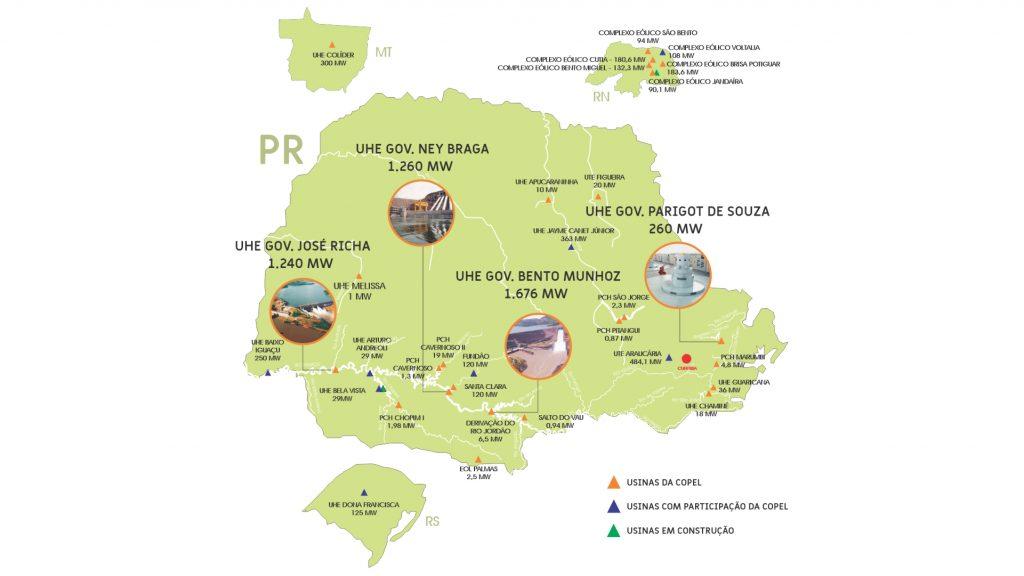 UHE COLÍDER
300 MW
MT
COMPLEXO EÓLICO SÃO BENTO
94 MW
COMPLEXO EÓLICO VOLTALIA
108 MW
COMPLEXO EÓLICO CUTIÁ - 180,6 MW
COMPLEXO EÓLICO BENTO MIGUEL - 132,3 MW
COMPLEXO EÓLICO BRISA POTIGUAR
183,6 MW
COMPLEXO EÓLICO JANDAÍRA
90,1 MW
RN
PR
UHE GOV. NEY BRAGA
1.260 MW
UHE APUCARANINHA
10 MW
UTE FIGUEIRA
20 MW
UHE GOV. PARIGOT DE SOUZA
260 MW
UHE JAYME CANET JÚNIOR
363 MW
UHE GOV. JOSÉ RICHA
1.240 MW
UHE GOV. BENTO MUNHOZ
1.676 MW
UHE MELISSA
1 MW
PCH SÃO JORGE
2,3 MW
PCH PITANGUI
0,87 MW
UHE BAIXO
IGUAÇU
250 MW
UHE ARTURO
ANDREOLI
29 MW
PCH
CAVERNOSO II
19 MW
PCH
CAVERNOSO
1,3 MW
FUNDÃO
120 MW
UTE ARAUCÁRIA
484,1 MW
CURITIBA
PCH MARUMBI
4,8 MW
UHE BELA VISTA
29MW
SANTA CLARA
120 MW
UHE GUARICANA
36 MW
UHE CHAMINÉ
18 MW
PCH CHOPIM I
1,98 MW
DERIVAÇÃO DO
RIO JORDÃO
6,5 MW
SALTO DO VAU
0,94 MW
EOL PALMAS
2,5 MW
UHE DONA FRANCISCA
125 MW
RS
USINAS DA COPEL
USINAS COM PARTICIPAÇÃO DA COPEL
USINAS EM CONSTRUÇÃO